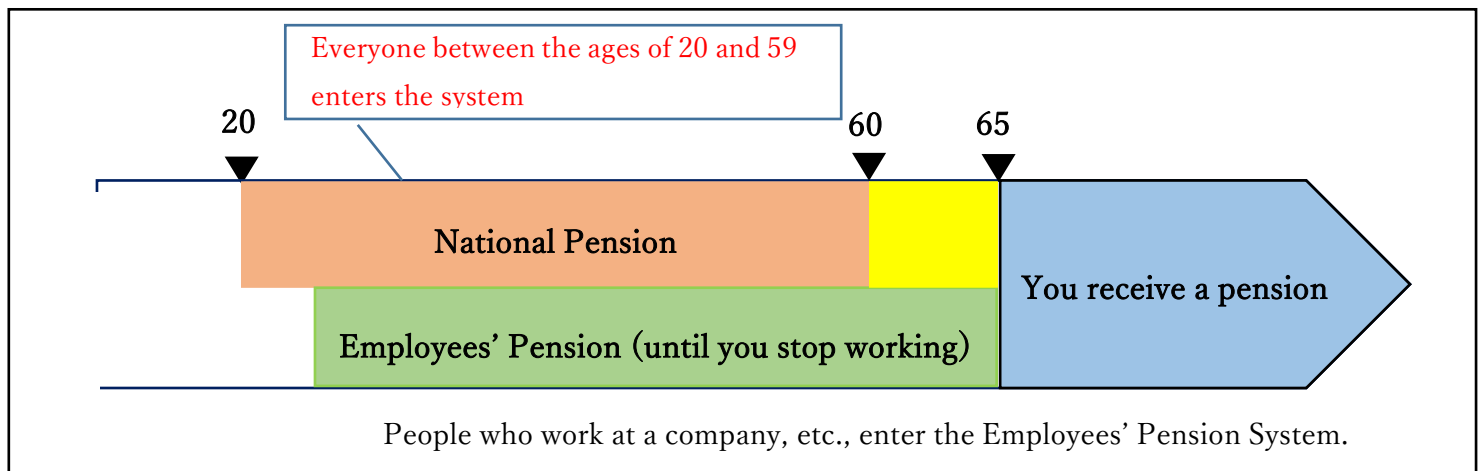 Everyone between the ages of 20 and 59
enters the system
20
60
65
National Pension
You receive a pension
Employees’ Pension (until you stop working)
People who work at a company, etc., enter the Employees’ Pension System.